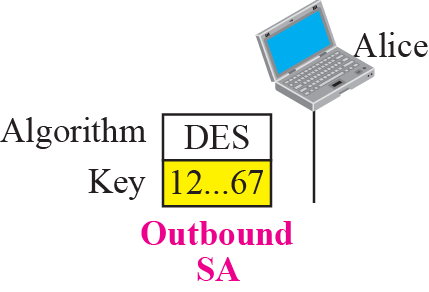 Alice
Algorithm DES
Key 12...67
Outbound
SA